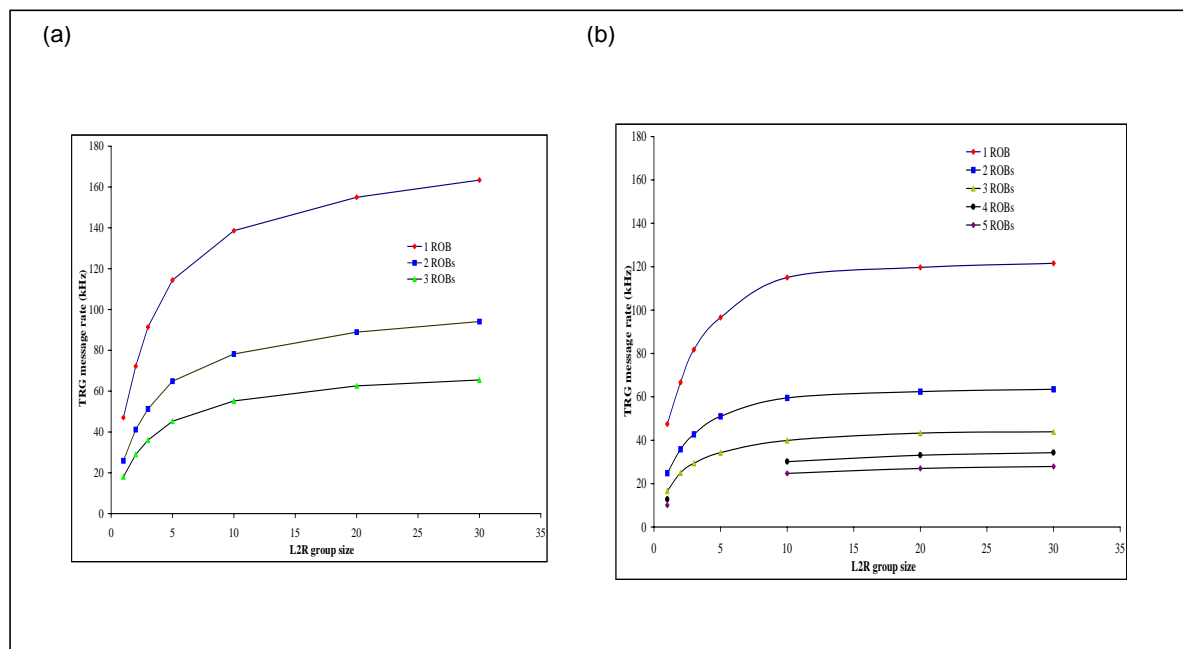 (a)
(b)
TRG message rate (kHz)
180
160
140
120
100
80
60
40
20
0
1 ROB
2 ROBs
3 ROBs
0 5 10 15 20 25 30 35
L2R group size
TRG message rate (kHz)
180
160
140
120
100
80
60
40
20
0
1 ROB
2 ROBs
3 ROBs
4 ROBs
5 ROBs
0 5 10 15 20 25 30 35
L2R group size